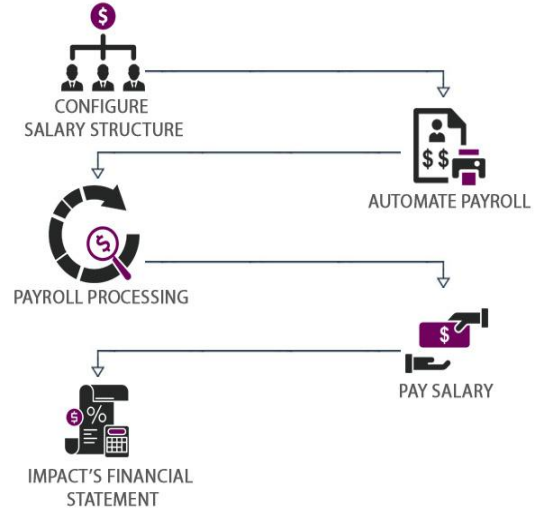 $
CONFIGURE
SALARY STRUCTURE
$ $
AUTOMATE PAYROLL
$
PAYROLL PROCESSING
$
PAY SALARY
$
%
IMPACT'S FINANCIAL
STATEMENT